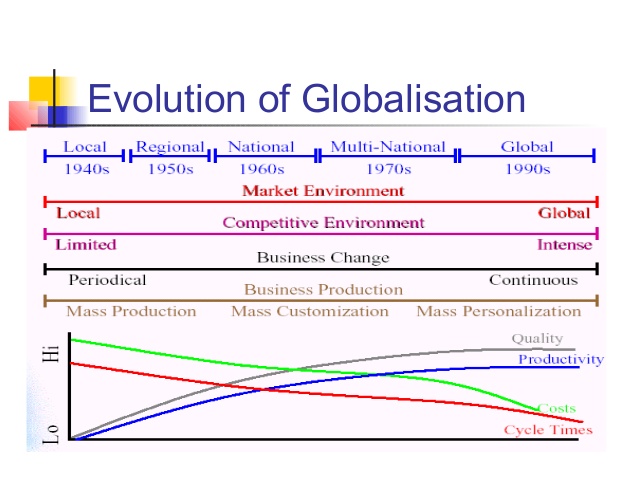 Evolution of Globalisation
Local Regional National Multi-National Global
1940s 1950s 1960s 1970s 1990s
Market Environment
Local Global
Competitive Environment
Limited Intense
Business Change
Periodical Continuous
Business Production
Mass Production Mass Customization Mass Personalization
Hi
Quality
Productivity
Costs
Lo
Cycle Times